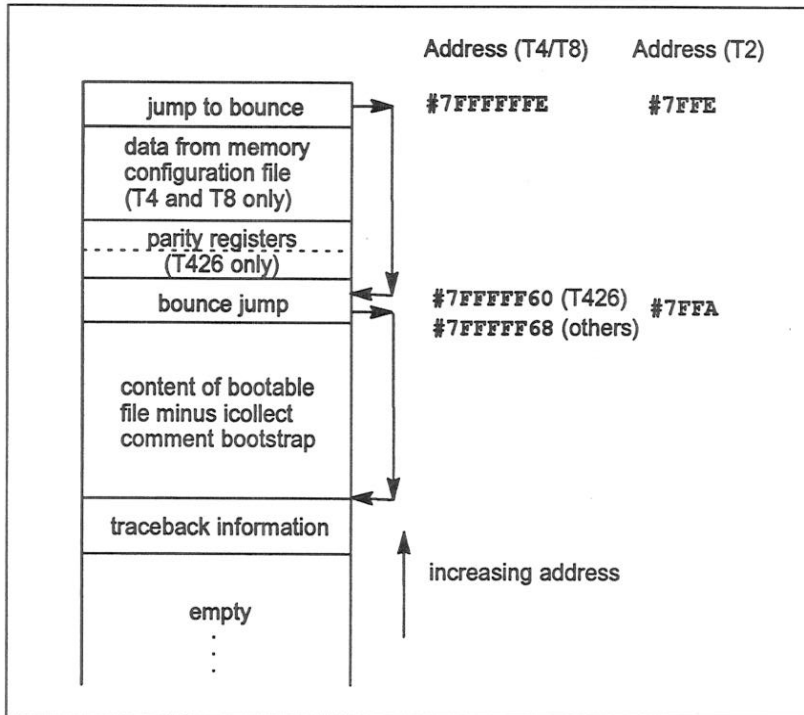 Address (T4/T8) Address (T2)
jump to bounce #7FFFFFFE #7FFE
data from memory
configuration file
(T4 and T8 only)
parity registers
(T426 only)
bounce jump #7FFFFF60 (T426) #7FFA
#7FFFFF68 (others)
content of bootable
file minus icollect
comment bootstrap
traceback information
increasing address
empty